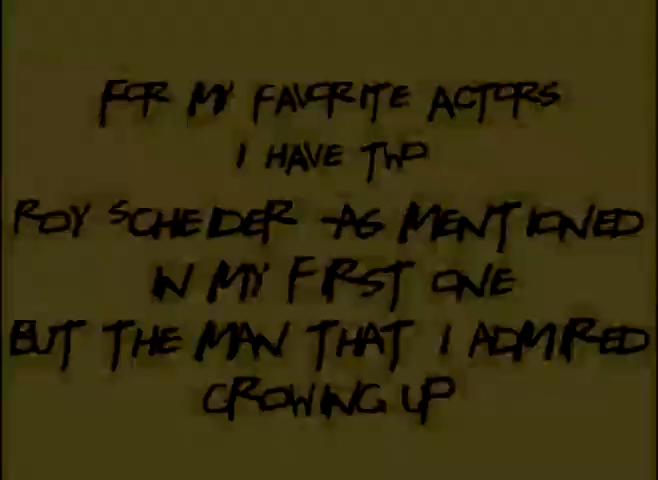 FOR MY FAVORITE ACTORS
I HAVE TWO
ROY SCHEIDER -AS MENTIONED
IN MY FIRST ONE
BUT THE MAN THAT I ADMIRED
GROWING UP